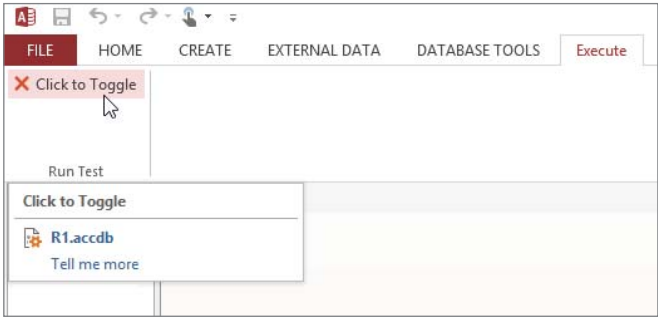 FILE HOME CREATE EXTERNAL DATA DATABASE TOOLS Execute
Click to Toggle
Run Test
Click to Toggle
R1.accdb
Tell me more